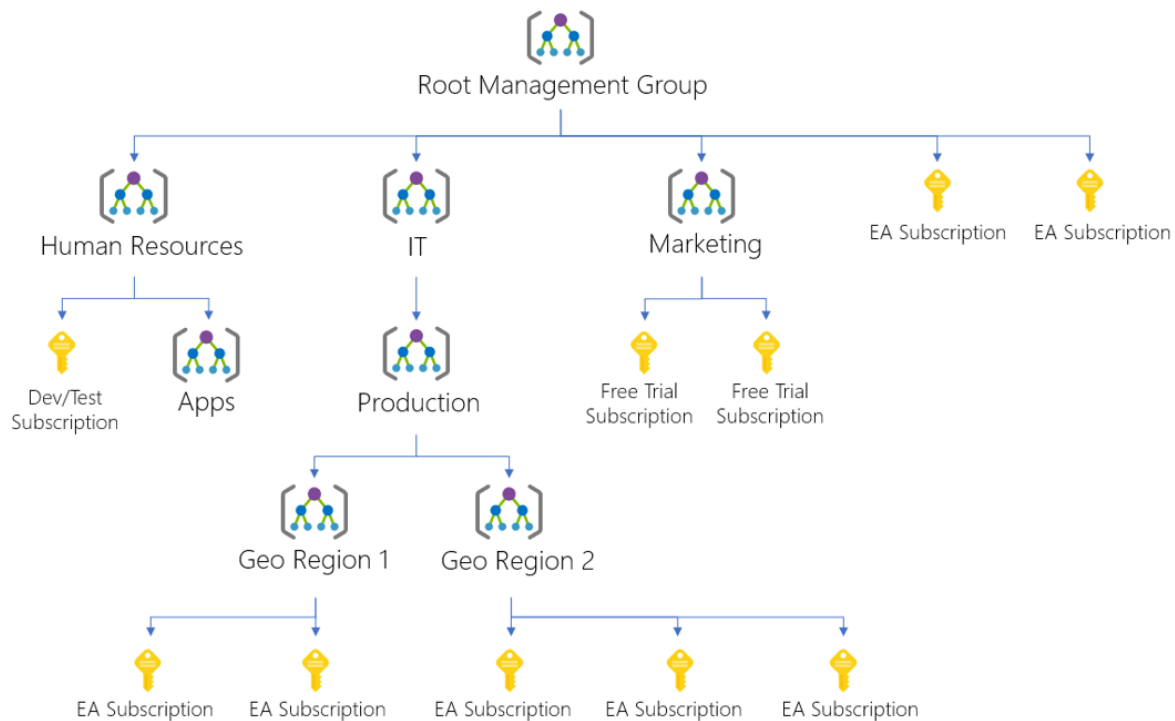 Root Management Group
Human Resources
IT
Marketing
EA Subscription
EA Subscription
Dev/Test
Subscription
Apps
Production
Free Trial
Subscription
Free Trial
Subscription
Geo Region 1
Geo Region 2
EA Subscription
EA Subscription
EA Subscription
EA Subscription
EA Subscription